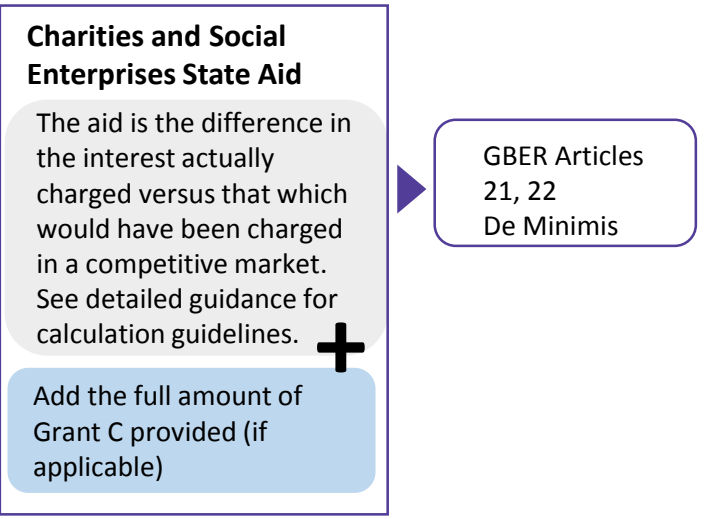 Charities and Social
Enterprises State Aid
The aid is the difference in
the interest actually
charged versus that which
would have been charged
in a competitive market.
See detailed guidance for
calculation guidelines.
+
Add the full amount of
Grant C provided (if
applicable)
GBER Articles
21, 22
De Minimis